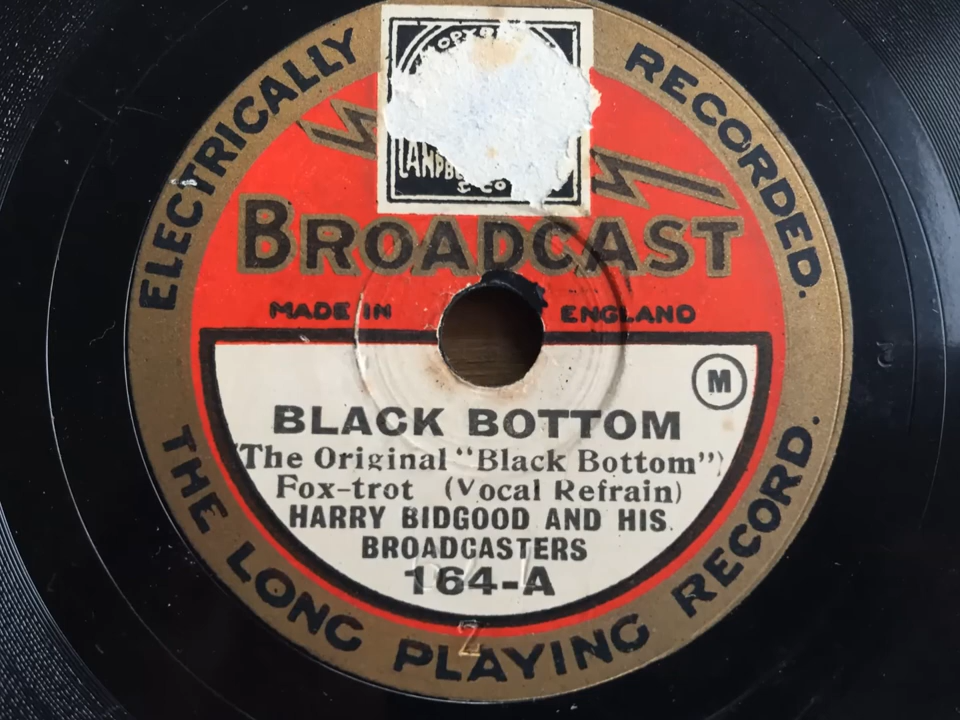 ELECTRICALLY RECORDED.
& CO
BROADCAST
MADE IN ENGLAND
M
BLACK BOTTOM
(The Original "Black Bottom")
Fox-trot (Vocal Refrain)
HARRY BIDGOOD AND HIS
BROADCASTERS
164-A
Z
THE LONG PLAYING RECORD.